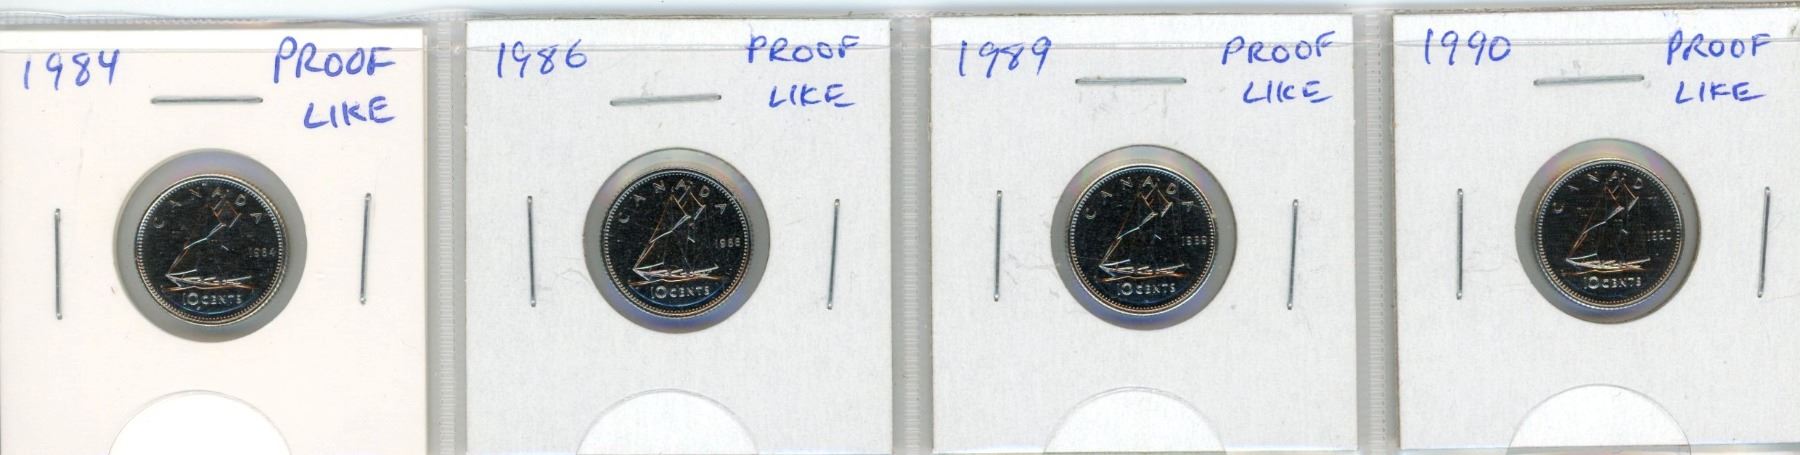 1984 PROOF
LIKE
CANADA
1984
10 CENTS
1986 PROOF
LIKE
CANADA
1986
10 CENTS
1989 PROOF
LIKE
CANADA
1989
10 CENTS
1990 PROOF
LIKE
CANADA
1990
10 CENTS